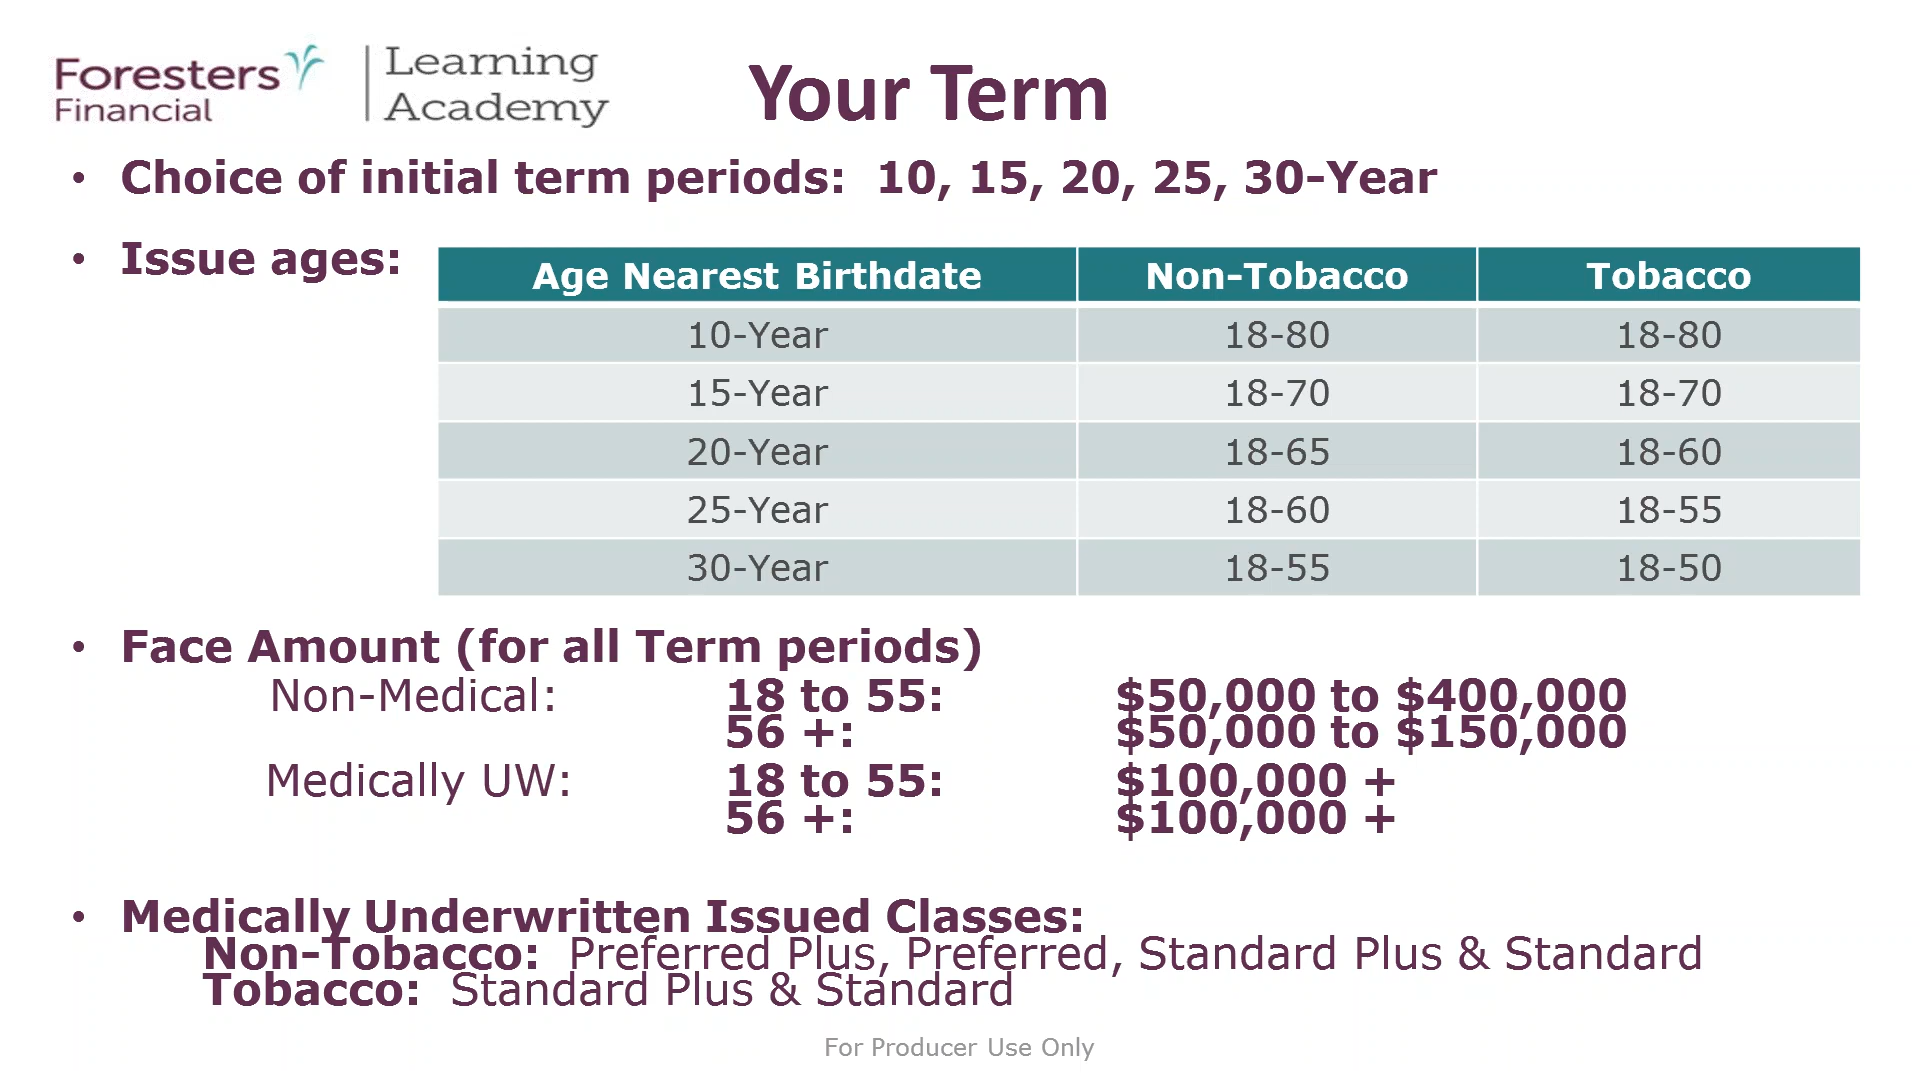 Foresters
Financial
Learning
Academy
Your Term
• Choice of initial term periods: 10, 15, 20, 25, 30-Year
• Issue ages:
Age Nearest Birthdate Non-Tobacco Tobacco
10-Year 18-80 18-80
15-Year 18-70 18-70
20-Year 18-65 18-60
25-Year 18-60 18-55
30-Year 18-55 18-50
• Face Amount (for all Term periods)
Non-Medical: 18 to 55: $50,000 to $400,000
56 +: $50,000 to $150,000
Medically UW: 18 to 55: $100,000 +
56 +: $100,000 +
• Medically Underwritten Issued Classes:
Non-Tobacco: Preferred Plus, Preferred, Standard Plus & Standard
Tobacco: Standard Plus & Standard
For Producer Use Only